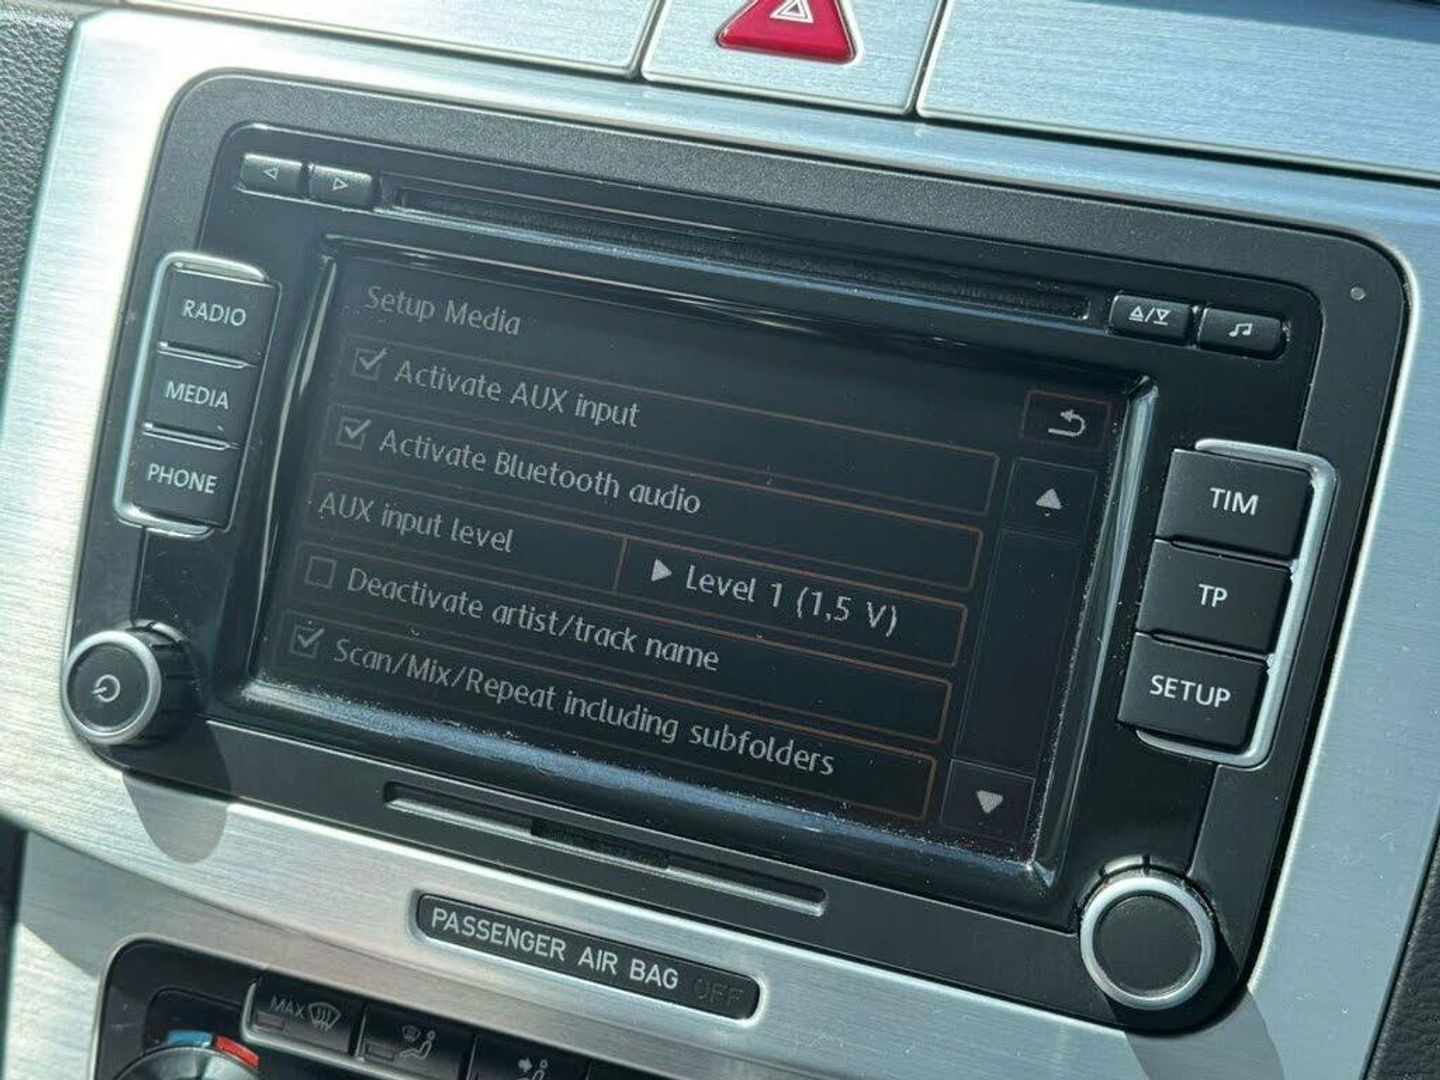 RADIO
MEDIA
PHONE
Setup Media
Activate AUX input
Activate Bluetooth audio
AUX input level
Level 1 (1,5 V)
Deactivate artist/track name
Scan/Mix/Repeat including subfolders
TIM
TP
SETUP
PASSENGER AIR BAG OFF
MAX